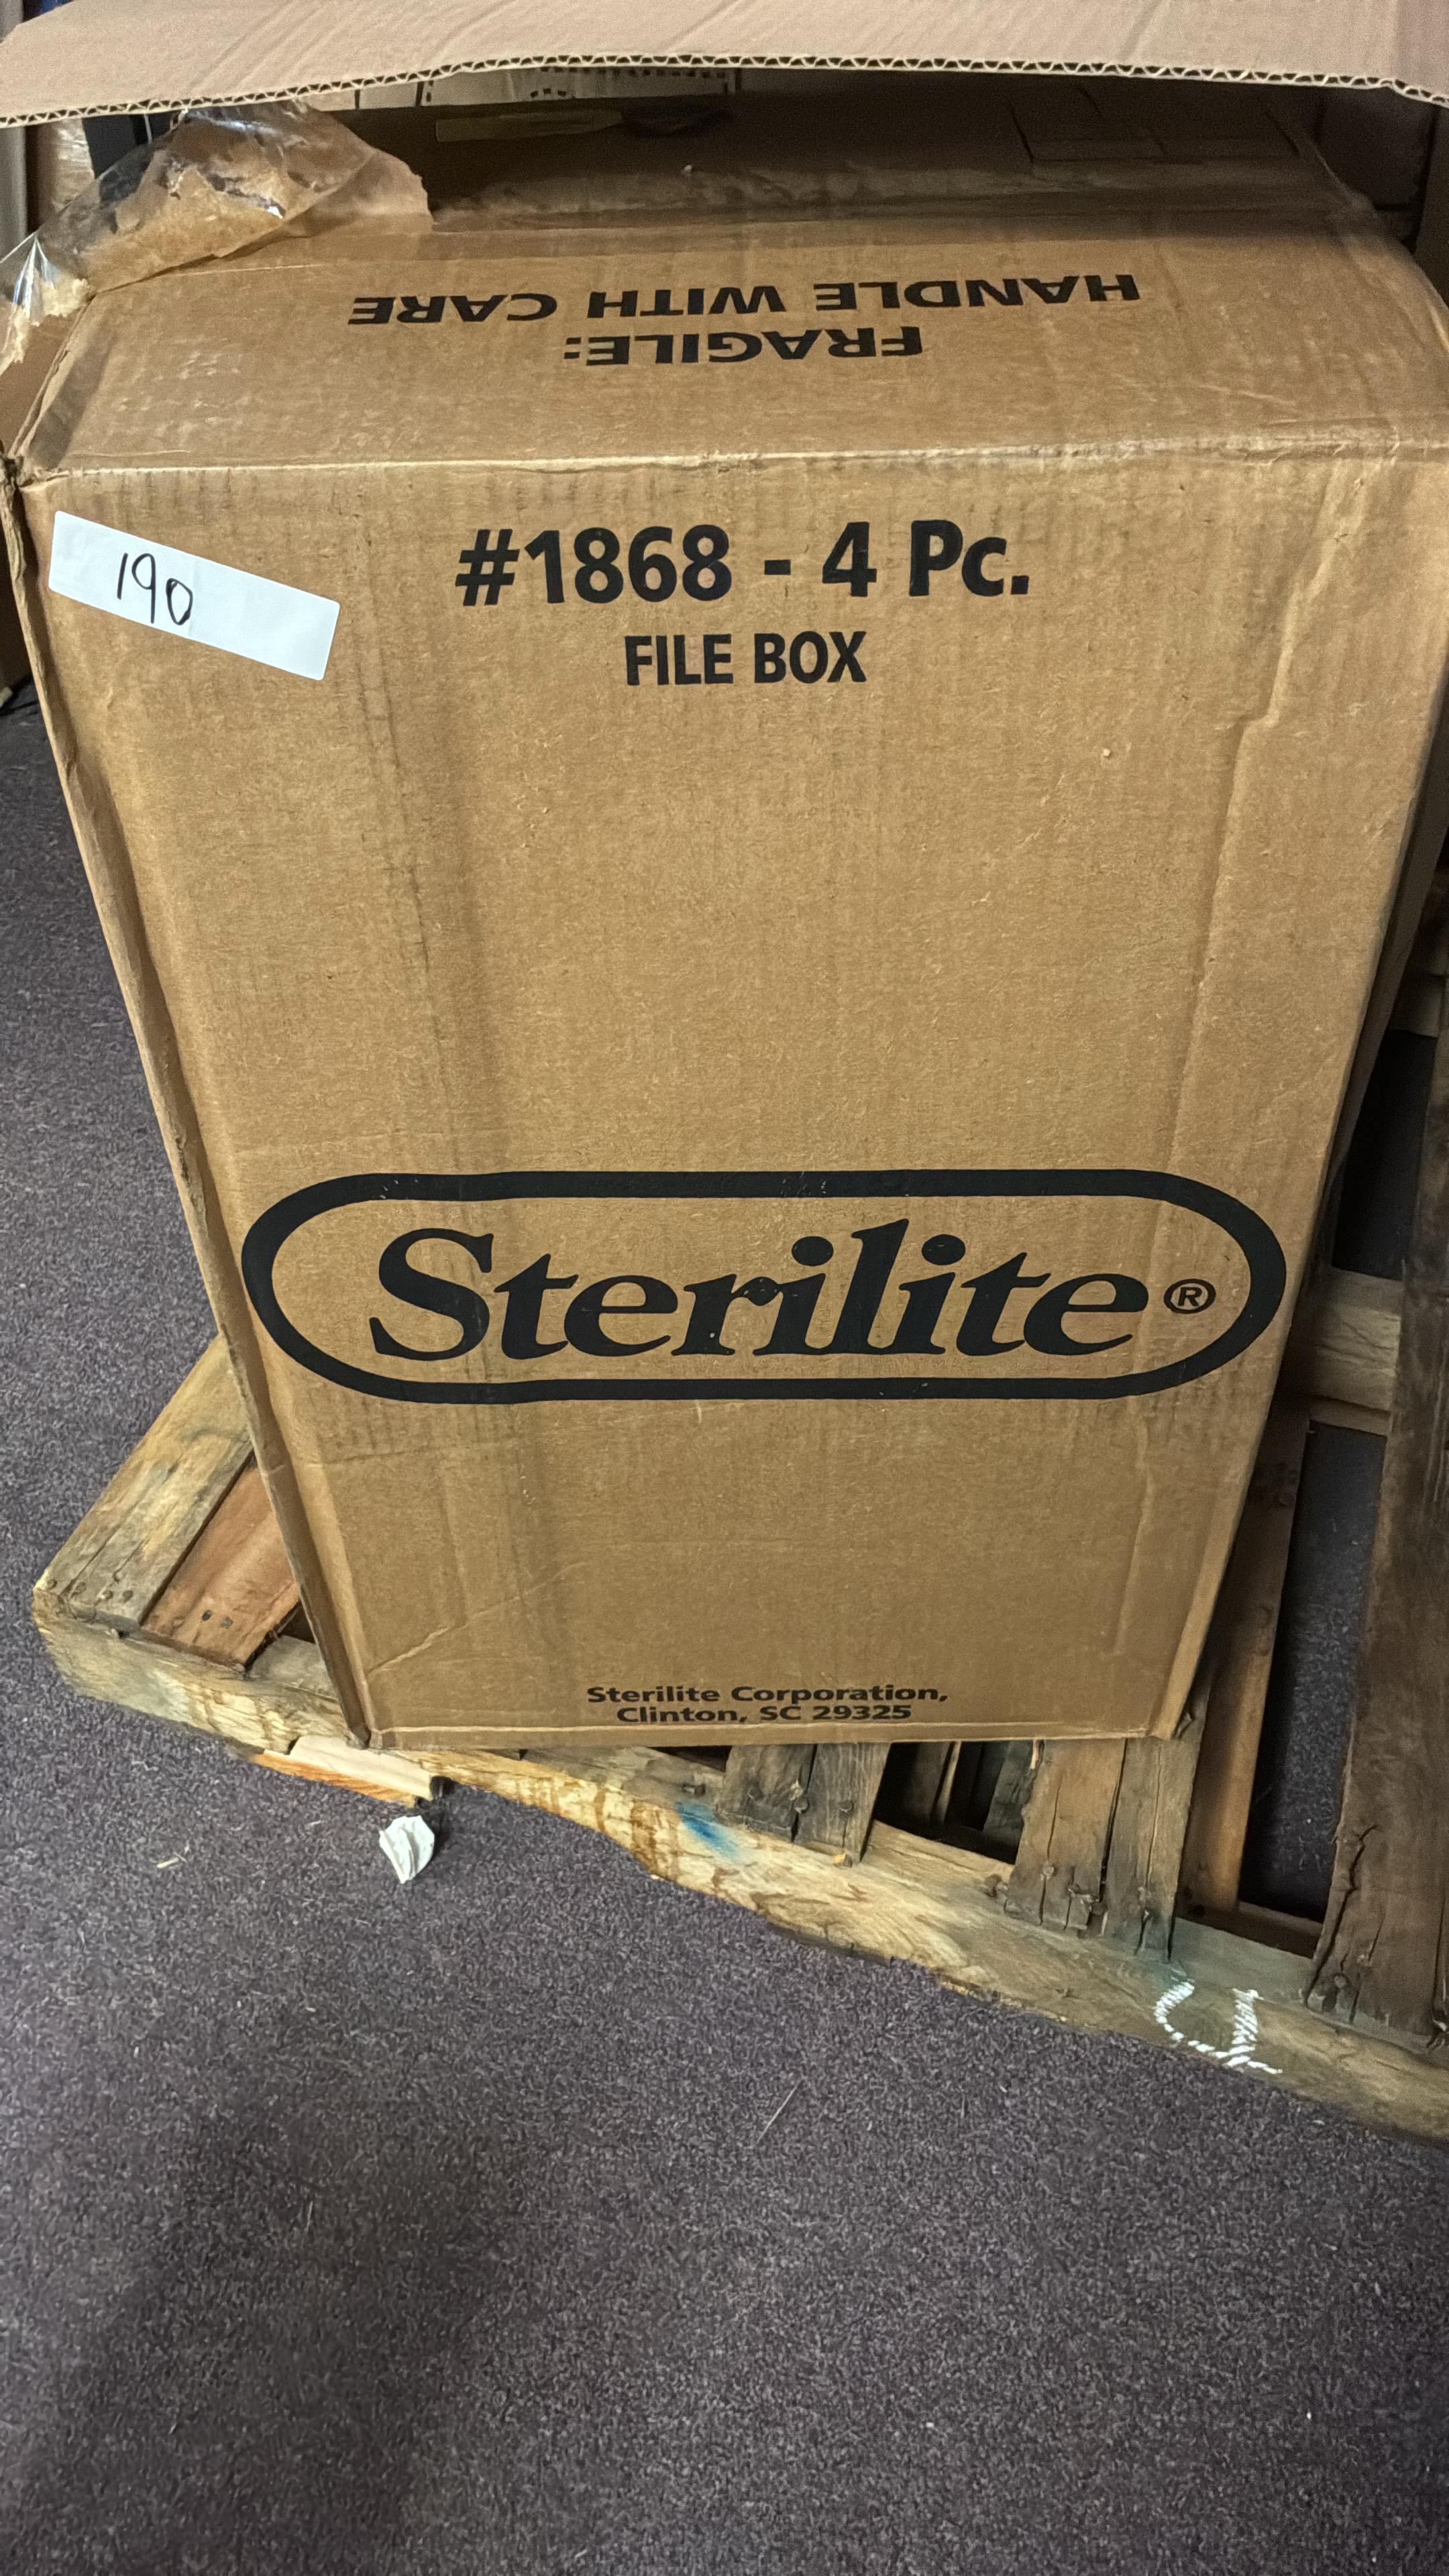 FRAGILE:
HANDLE WITH CARE
190
#1868 - 4 Pc.
FILE BOX
Sterilite®
Sterilite Corporation,
Clinton, SC 29325